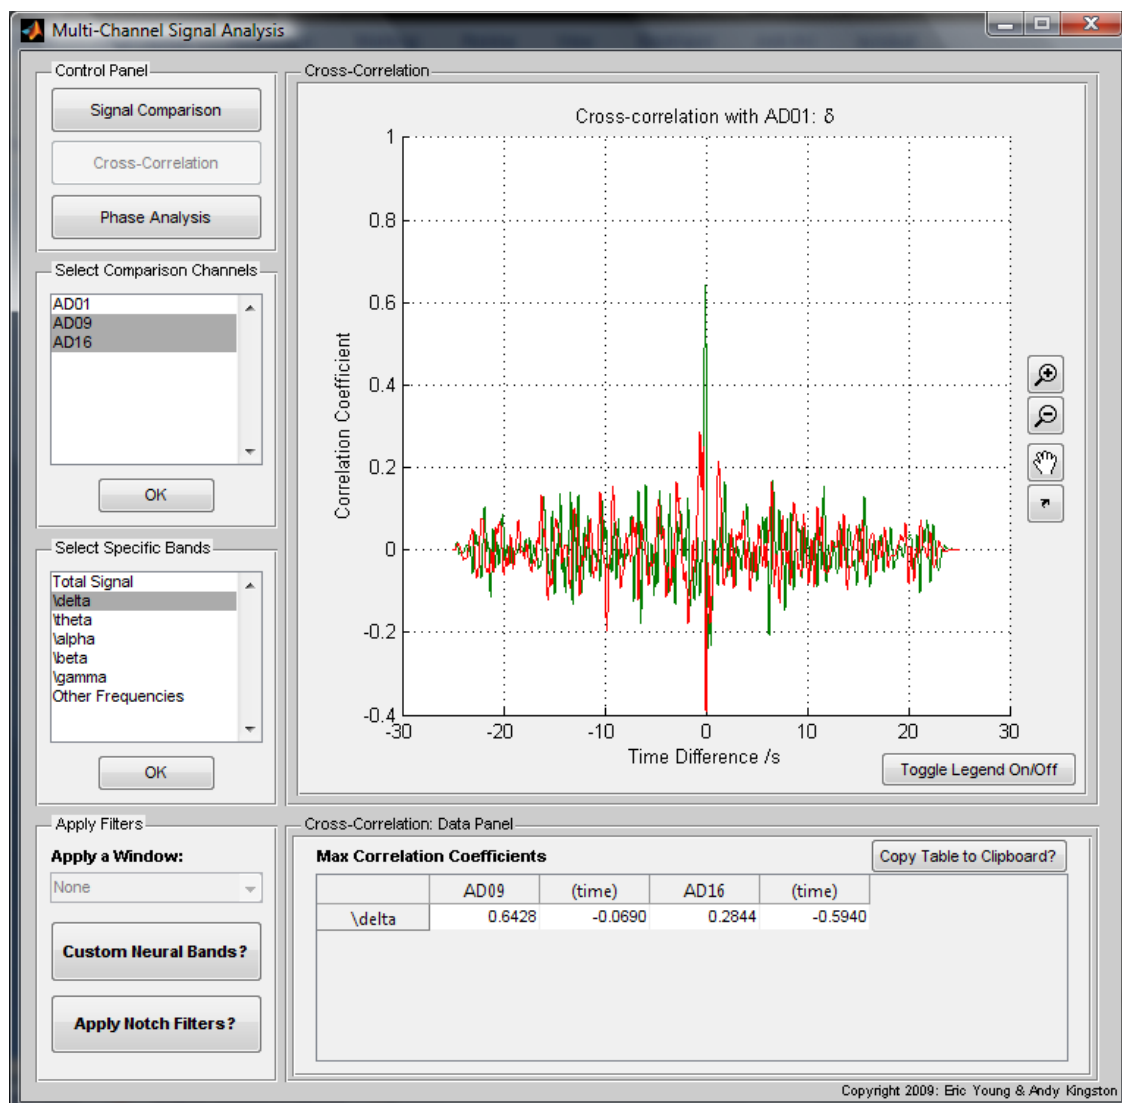 Multi-Channel Signal Analysis
Control Panel
Signal Comparison
Cross-Correlation
Phase Analysis
Select Comparison Channels
AD01
AD09
AD16
OK
Select Specific Bands
Total Signal
\delta
\theta
\alpha
\beta
\gamma
Other Frequencies
OK
Apply Filters
Apply a Window:
None
Custom Neural Bands?
Apply Notch Filters?
Cross-Correlation
Cross-correlation with AD01: δ
Correlation Coefficient
1
0.8
0.6
0.4
0.2
0
-0.2
-0.4
-30 -20 -10 0 10 20 30
Time Difference /s
Toggle Legend On/Off
Cross-Correlation: Data Panel
Max Correlation Coefficients
Copy Table to Clipboard?
AD09 (time) AD16 (time)
\delta 0.6428 -0.0690 0.2844 -0.5940
Copyright 2009: Eric Young & Andy Kingston